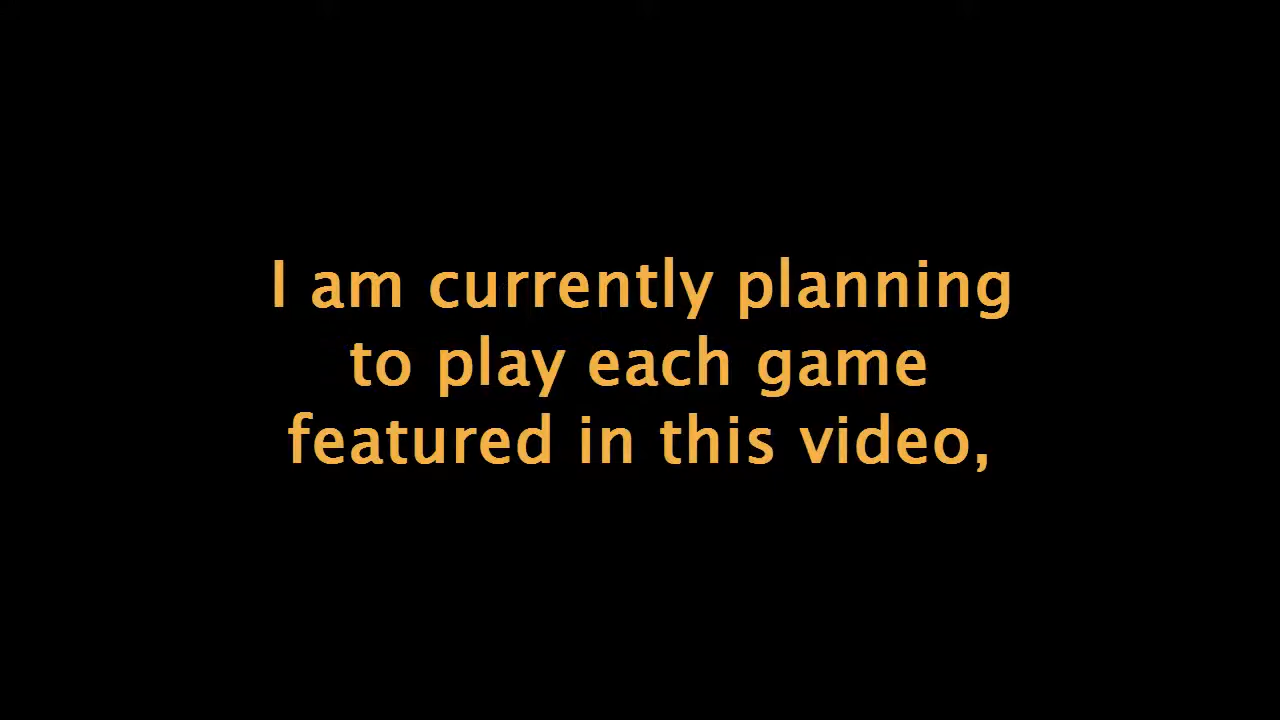 I am currently planning
to play each game
featured in this video,